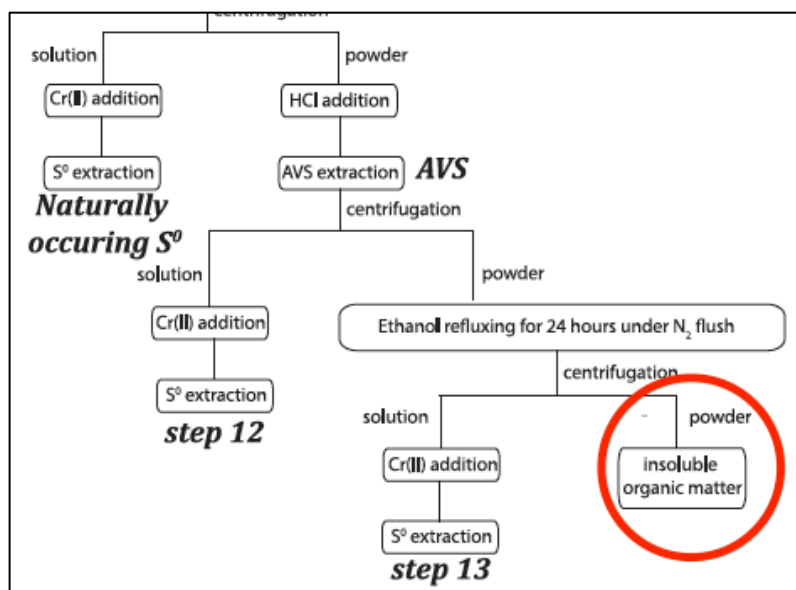 centrifugation
solution
powder
Cr(II) addition
HCl addition
S⁰ extraction
AVS extraction
AVS
Naturally
occuring S⁰
centrifugation
solution
powder
Cr(II) addition
Ethanol refluxing for 24 hours under N₂ flush
S⁰ extraction
centrifugation
step 12
solution
powder
Cr(II) addition
insoluble
organic matter
S⁰ extraction
step 13